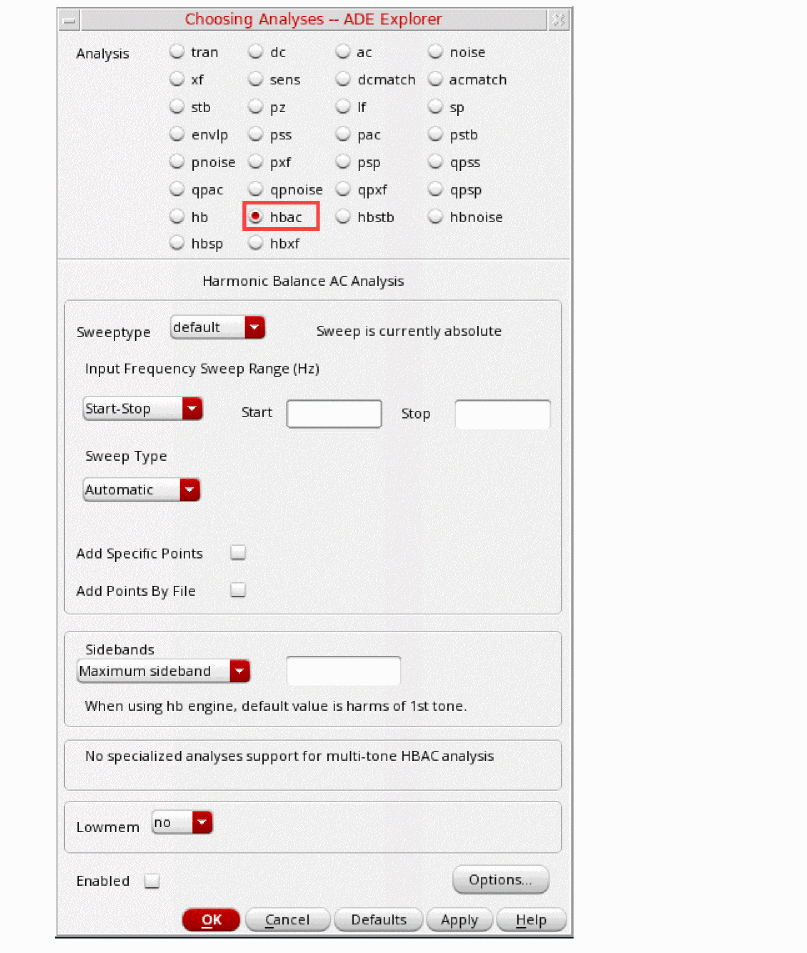 Choosing Analyses -- ADE Explorer
Analysis tran dc ac noise
xf sens dcmatch acmatch
stb pz lf sp
envlp pss pac pstb
pnoise pxf psp qpss
qpac qpnoise qpxf qpsp
hb hbac hbstb hbnoise
hbsp hbxf
Harmonic Balance AC Analysis
Sweeptype default Sweep is currently absolute
Input Frequency Sweep Range (Hz)
Start-Stop Start Stop
Sweep Type
Automatic
Add Specific Points
Add Points By File
Sidebands
Maximum sideband
When using hb engine, default value is harms of 1st tone.
No specialized analyses support for multi-tone HBAC analysis
Lowmem no
Enabled Options...
OK Cancel Defaults Apply Help